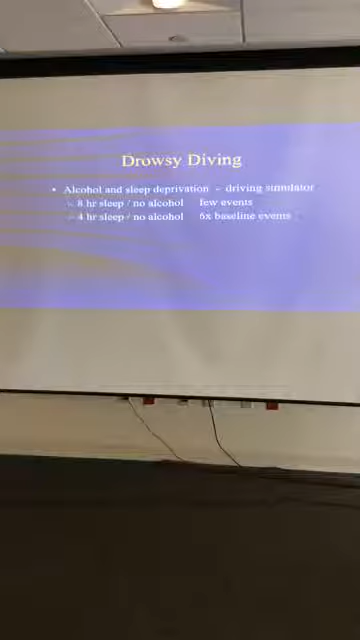 Drowsy Diving
• Alcohol and sleep deprivation - driving simulator
– 8 hr sleep / no alcohol few events
– 4 hr sleep / no alcohol 6x baseline events